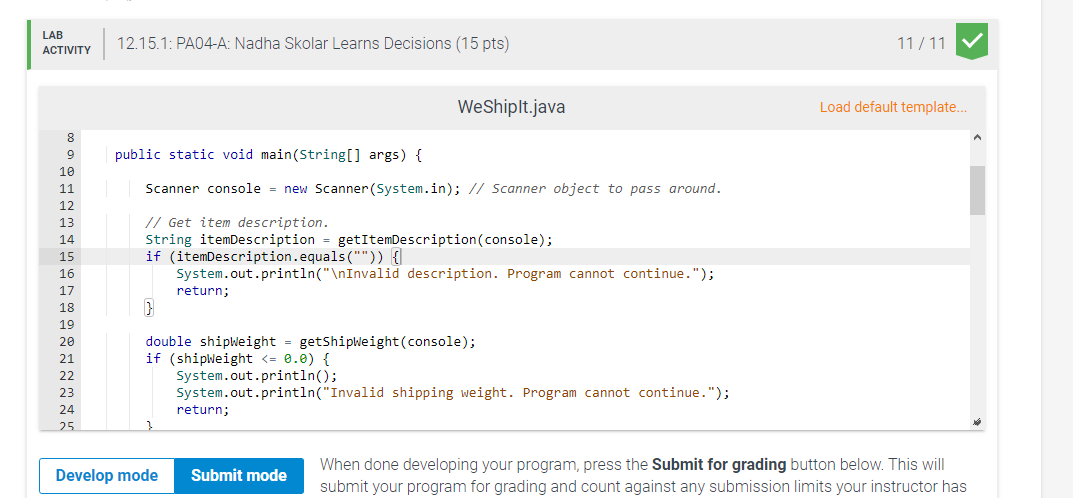 LAB
ACTIVITY
12.15.1: PA04-A: Nadha Skolar Learns Decisions (15 pts)
11 / 11
WeShipIt.java
Load default template...
8
9 public static void main(String[] args) {
10
11 Scanner console = new Scanner(System.in); // Scanner object to pass around.
12
13 // Get item description.
14 String itemDescription = getItemDescription(console);
15 if (itemDescription.equals("")) {
16 System.out.println("\nInvalid description. Program cannot continue.");
17 return;
18 }
19
20 double shipWeight = getShipWeight(console);
21 if (shipWeight <= 0.0) {
22 System.out.println();
23 System.out.println("Invalid shipping weight. Program cannot continue.");
24 return;
25 }
Develop mode
Submit mode
When done developing your program, press the Submit for grading button below. This will
submit your program for grading and count against any submission limits your instructor has